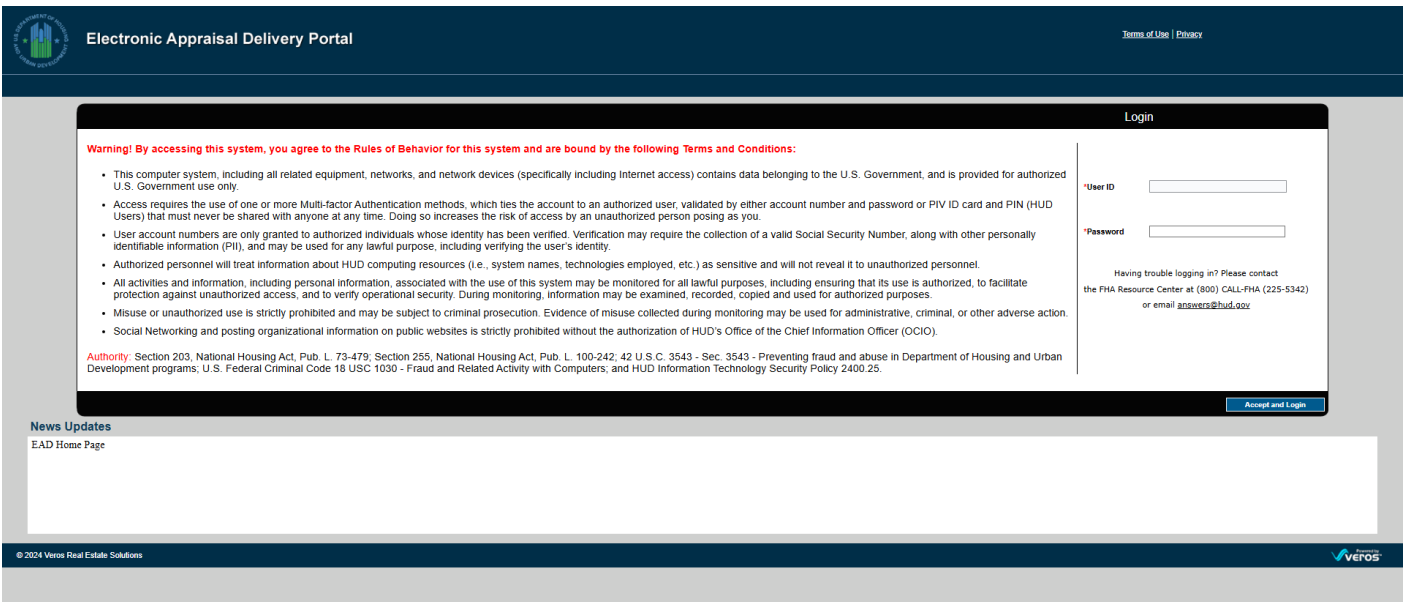 U.S. DEPARTMENT OF HOUSING AND URBAN DEVELOPMENT
Electronic Appraisal Delivery Portal
Terms of Use | Privacy
Login
Warning! By accessing this system, you agree to the Rules of Behavior for this system and are bound by the following Terms and Conditions:
• This computer system, including all related equipment, networks, and network devices (specifically including Internet access) contains data belonging to the U.S. Government, and is provided for authorized
U.S. Government use only.
• Access requires the use of one or more Multi-factor Authentication methods, which ties the account to an authorized user, validated by either account number and password or PIV ID card and PIN (HUD
Users) that must never be shared with anyone at any time. Doing so increases the risk of access by an unauthorized person posing as you.
• User account numbers are only granted to authorized individuals whose identity has been verified. Verification may require the collection of a valid Social Security Number, along with other personally
identifiable information (PII), and may be used for any lawful purpose, including verifying the user's identity.
• Authorized personnel will treat information about HUD computing resources (i.e., system names, technologies employed, etc.) as sensitive and will not reveal it to unauthorized personnel.
• All activities and information, including personal information, associated with the use of this system may be monitored for all lawful purposes, including ensuring that its use is authorized, to facilitate
protection against unauthorized access, and to verify operational security. During monitoring, information may be examined, recorded, copied and used for authorized purposes.
• Misuse or unauthorized use is strictly prohibited and may be subject to criminal prosecution. Evidence of misuse collected during monitoring may be used for administrative, criminal, or other adverse action.
• Social Networking and posting organizational information on public websites is strictly prohibited without the authorization of HUD's Office of the Chief Information Officer (OCIO).
Authority: Section 203, National Housing Act, Pub. L. 73-479; Section 255, National Housing Act, Pub. L. 100-242; 42 U.S.C. 3543 - Sec. 3543 - Preventing fraud and abuse in Department of Housing and Urban
Development programs; U.S. Federal Criminal Code 18 USC 1030 - Fraud and Related Activity with Computers; and HUD Information Technology Security Policy 2400.25.
*User ID
*Password
Having trouble logging in? Please contact
the FHA Resource Center at (800) CALL-FHA (225-5342)
or email answers@hud.gov
Accept and Login
News Updates
EAD Home Page
© 2024 Veros Real Estate Solutions
Powered by
veros